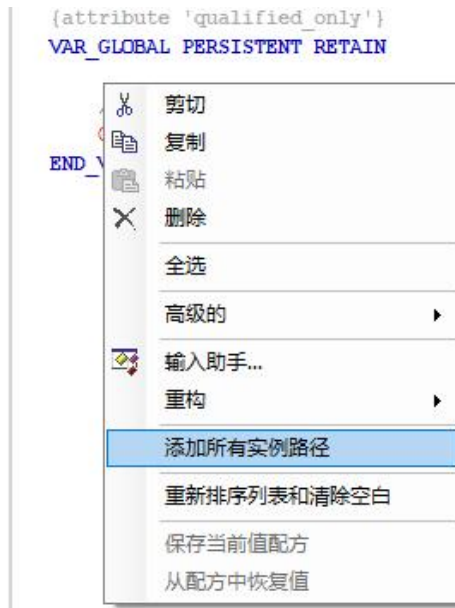 {attribute 'qualified_only'}
VAR_GLOBAL PERSISTENT RETAIN
剪切
复制
END_V
粘贴
删除
全选
高级的
输入助手...
重构
添加所有实例路径
重新排序列表和清除空白
保存当前值配方
从配方中恢复值